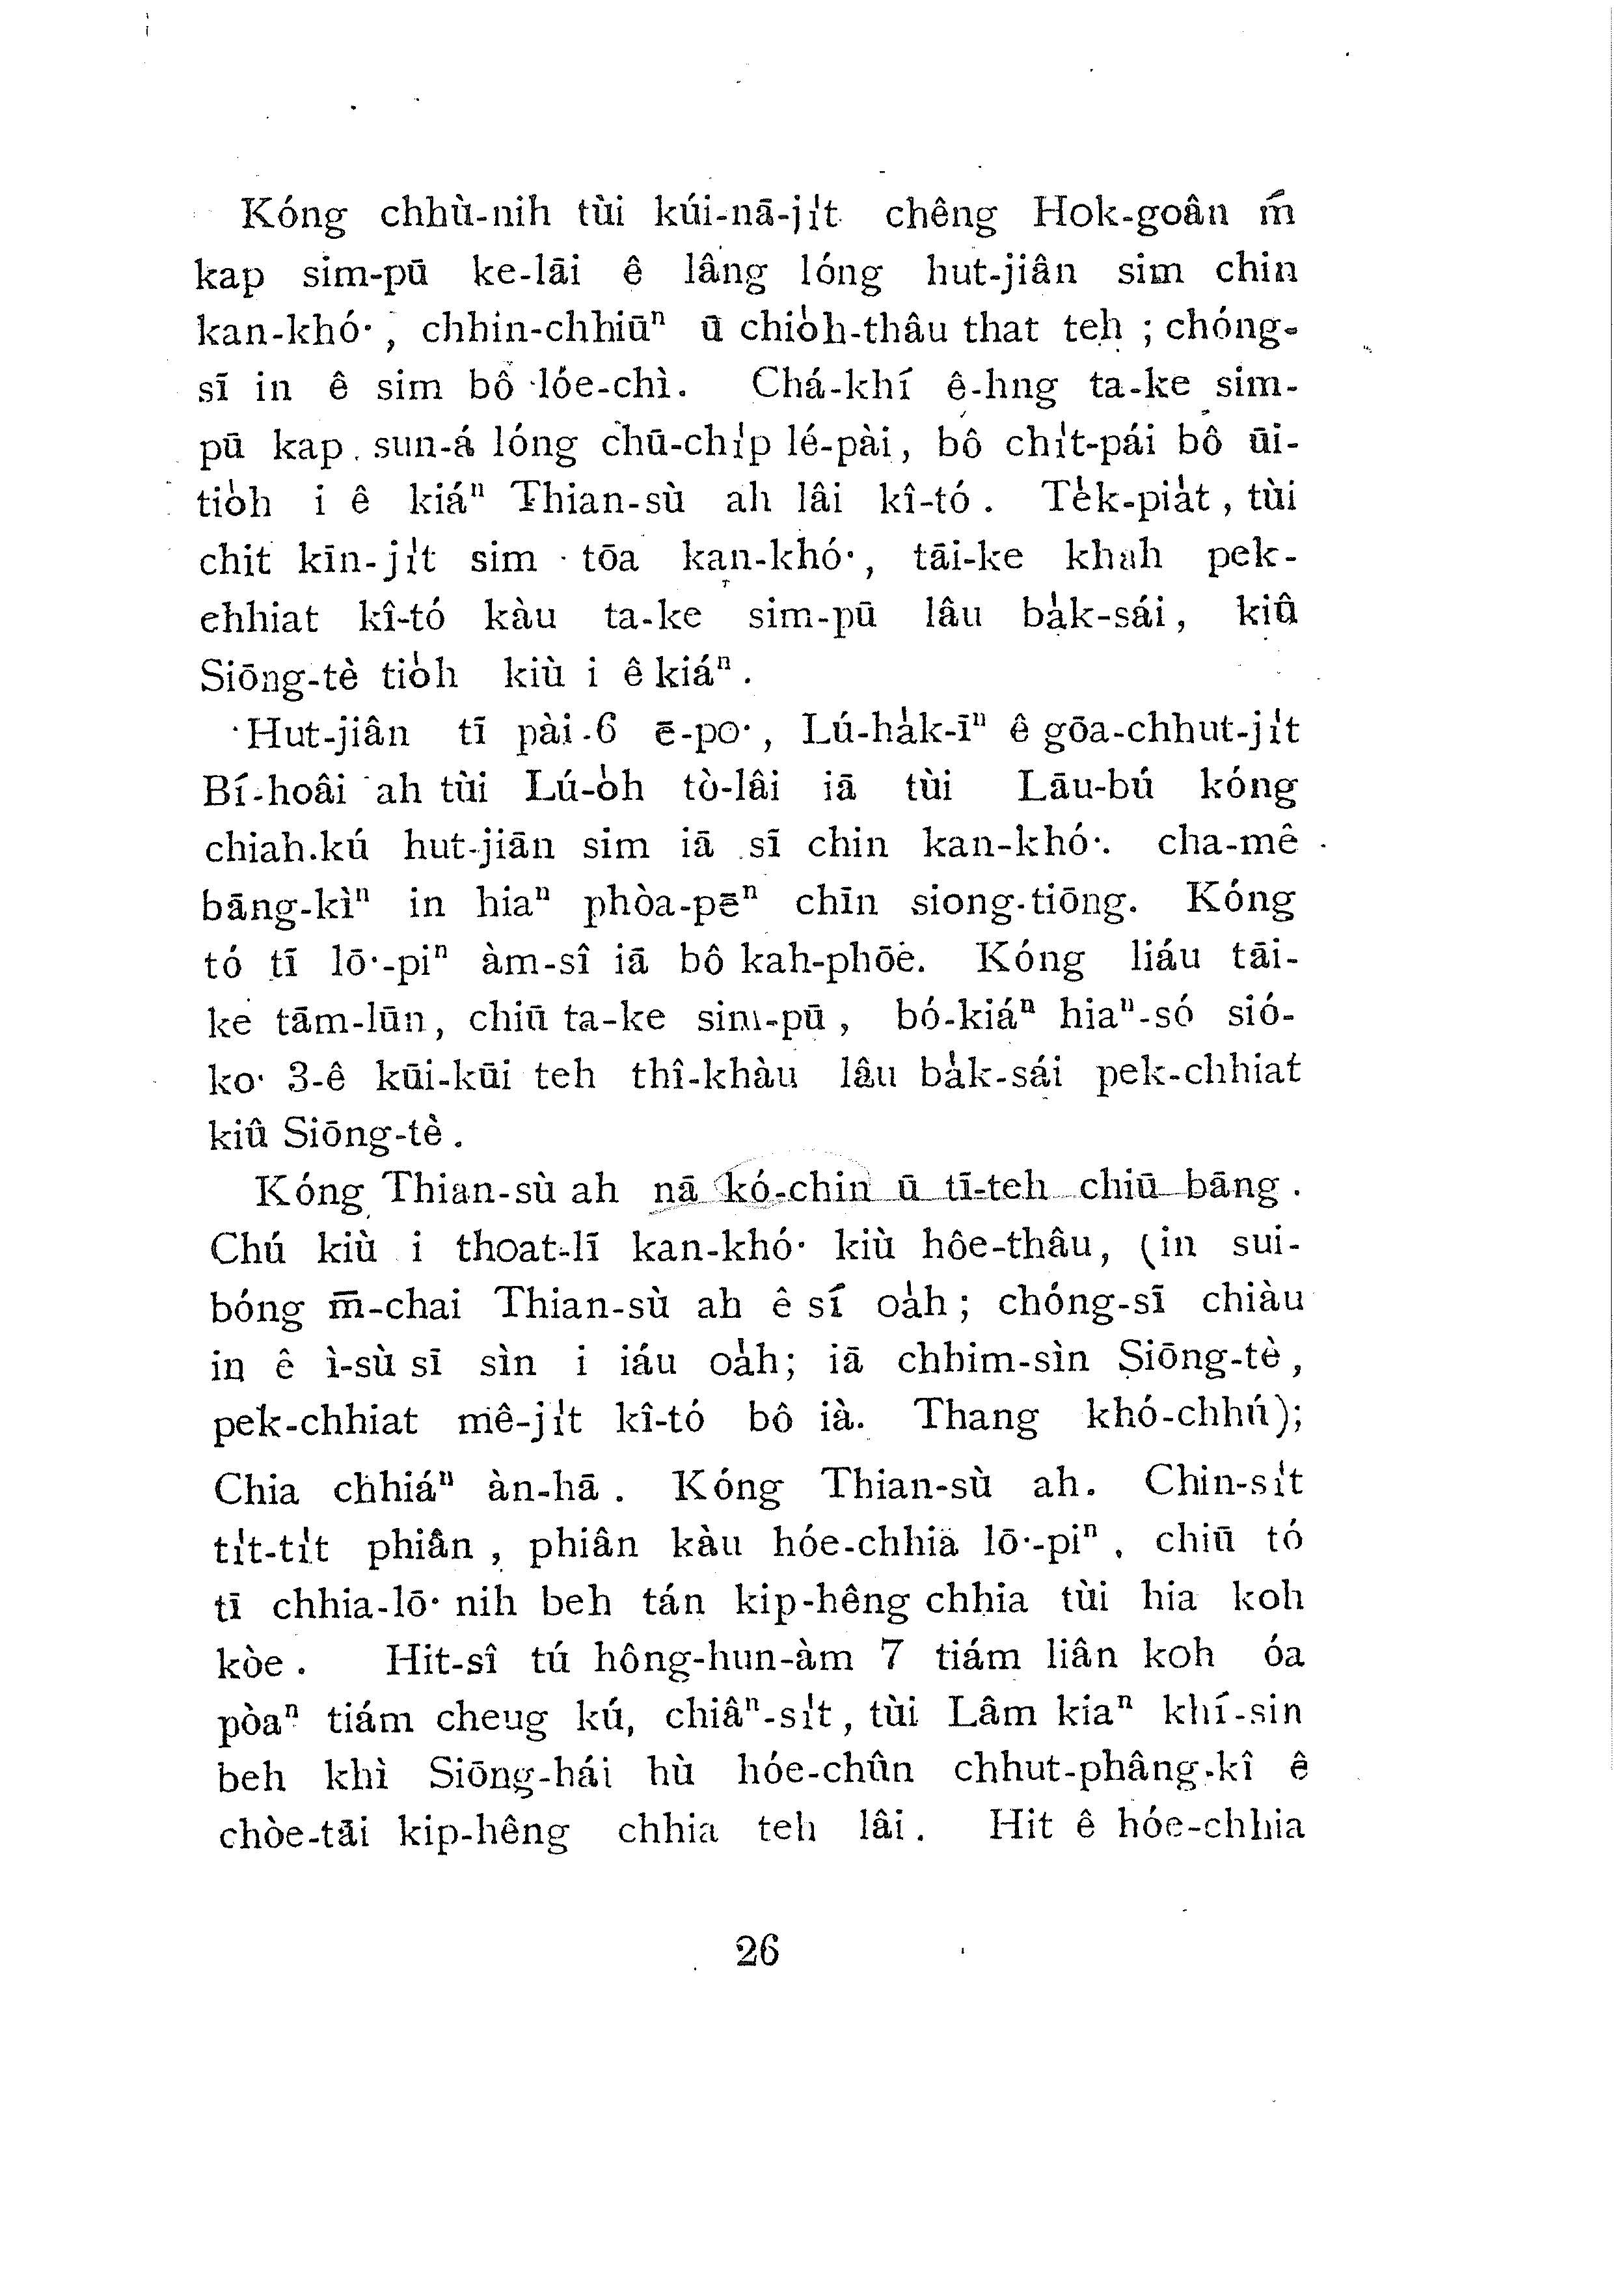 Kóng chhù-nih tùi kúi-nā-ji̍t chêng Hok-goân ḿ
kap sim-pū ke-lāi ê lâng lóng hut-jiân sim chin
kan-khó͘ , chhin-chhiūⁿ ū chio̍h-thâu that teh ; chóng-
sī in ê sim bô lóe-chì. Chá-khí ê-hng ta-ke sim-
pū kap sun-á lóng chū-chi̍p lé-pài, bô chi̍t-pái bô ūi-
tio̍h i ê kiáⁿ Thian-sù ah lâi kî-tó . Te̍k-pia̍t , tùi
chit kīn-ji̍t sim tōa kan-khó͘ , tāi-ke khah pek-
chhiat kî-tó kàu ta-ke sim-pū lâu ba̍k-sái , kiû
Siōng-tè tio̍h kiù i ê kiáⁿ .
Hut-jiân tī pài-6 ē-po͘ , Lú-ha̍k-īⁿ ê gōa-chhut-ji̍t
Bí-hoâi ah tùi Lú-o̍h tò-lâi iā tùi Lāu-bú kóng
chiah.kú hut-jiān sim iā sī chin kan-khó͘ . cha-mê
bāng-kìⁿ in hiaⁿ phòa-pēⁿ chīn siong-tiōng. Kóng
tó tī lō͘-piⁿ àm-sî iā bô kah-phōe. Kóng liáu tāi-
ke tām-lūn, chiū ta-ke sim-pū , bó-kiáⁿ hiaⁿ-só sió-
ko͘ 3-ê kūi-kūi teh thî-khàu lâu ba̍k-sái pek-chhiat
kiû Siōng-tè .
Kóng Thian-sù ah nā kó-chin ū tī-teh chiū bāng .
Chú kiù i thoat-lī kan-khó͘ kiù hôe-thâu, (in sui-
bóng m̄-chai Thian-sù ah ê sí oa̍h ; chóng-sī chiàu
in ê ì-sù sī sìn i iáu oa̍h; iā chhim-sìn Siōng-tè ,
pek-chhiat mê-ji̍t kî-tó bô ià. Thang khó-chhú);
Chia chhiáⁿ àn-hā . Kóng Thian-sù ah. Chin-si̍t
ti̍t-ti̍t phiân , phiân kàu hóe-chhia lō͘-piⁿ , chiū tó
tī chhia-lō͘ nih beh tán kip-hêng chhia tùi hia koh
kòe . Hit-sî tú hông-hun-àm 7 tiám liân koh óa
pòaⁿ tiám cheug kú, chiâⁿ-si̍t , tùi Lâm kiaⁿ khí-sin
beh khì Siōng-hái hù hóe-chûn chhut-phâng-kî ê
chòe-tāi kip-hêng chhia teh lâi . Hit ê hóe-chhia
26